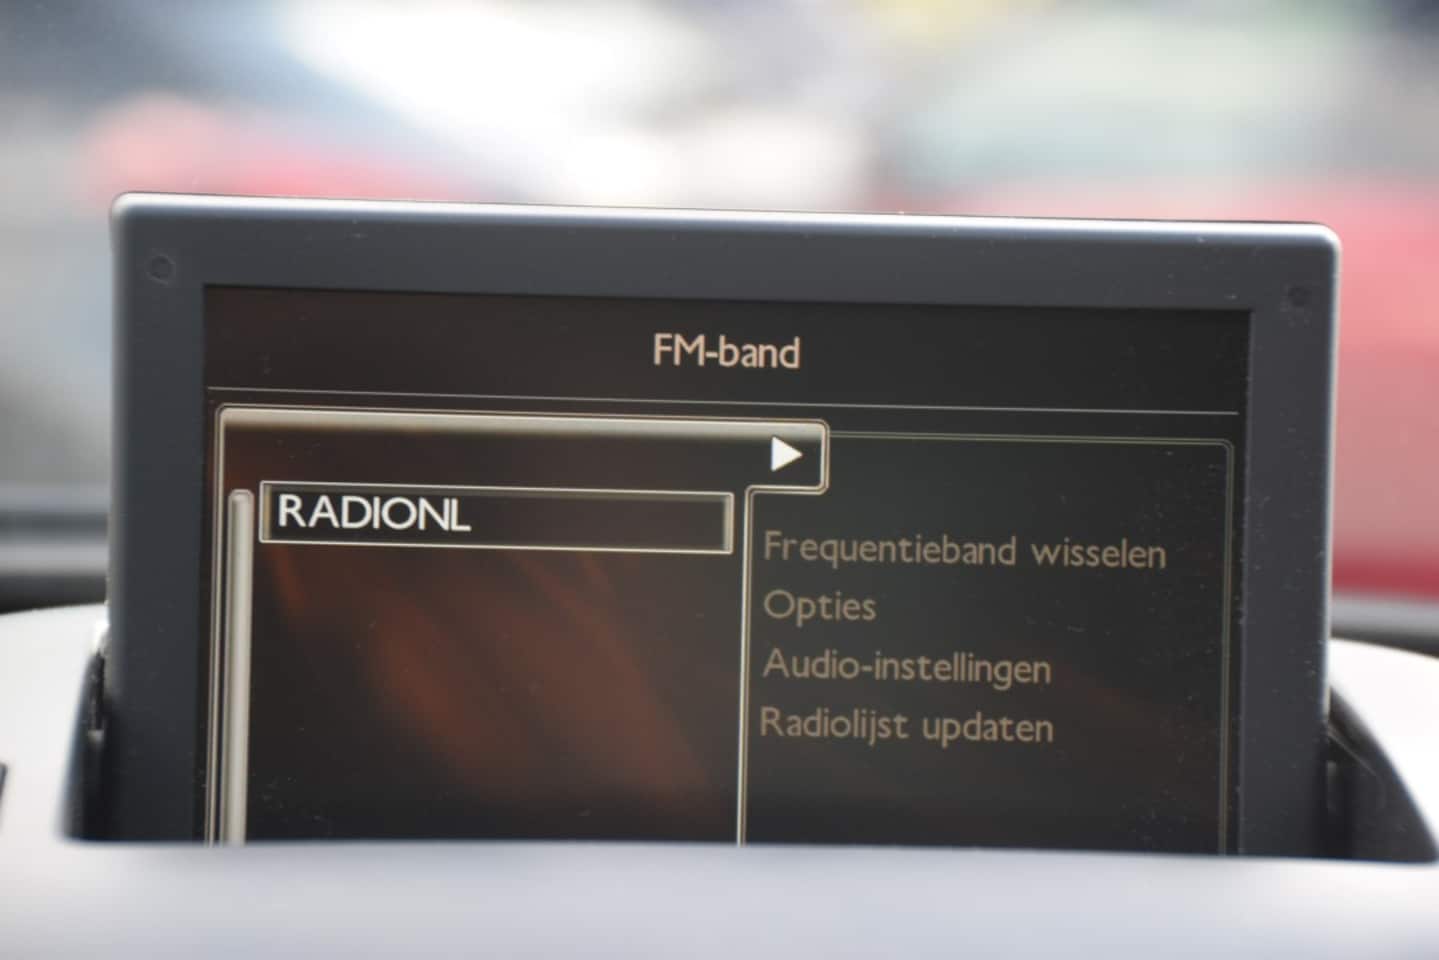 FM-band
RADIONL
Frequentieband wisselen
Opties
Audio-instellingen
Radiolijst updaten